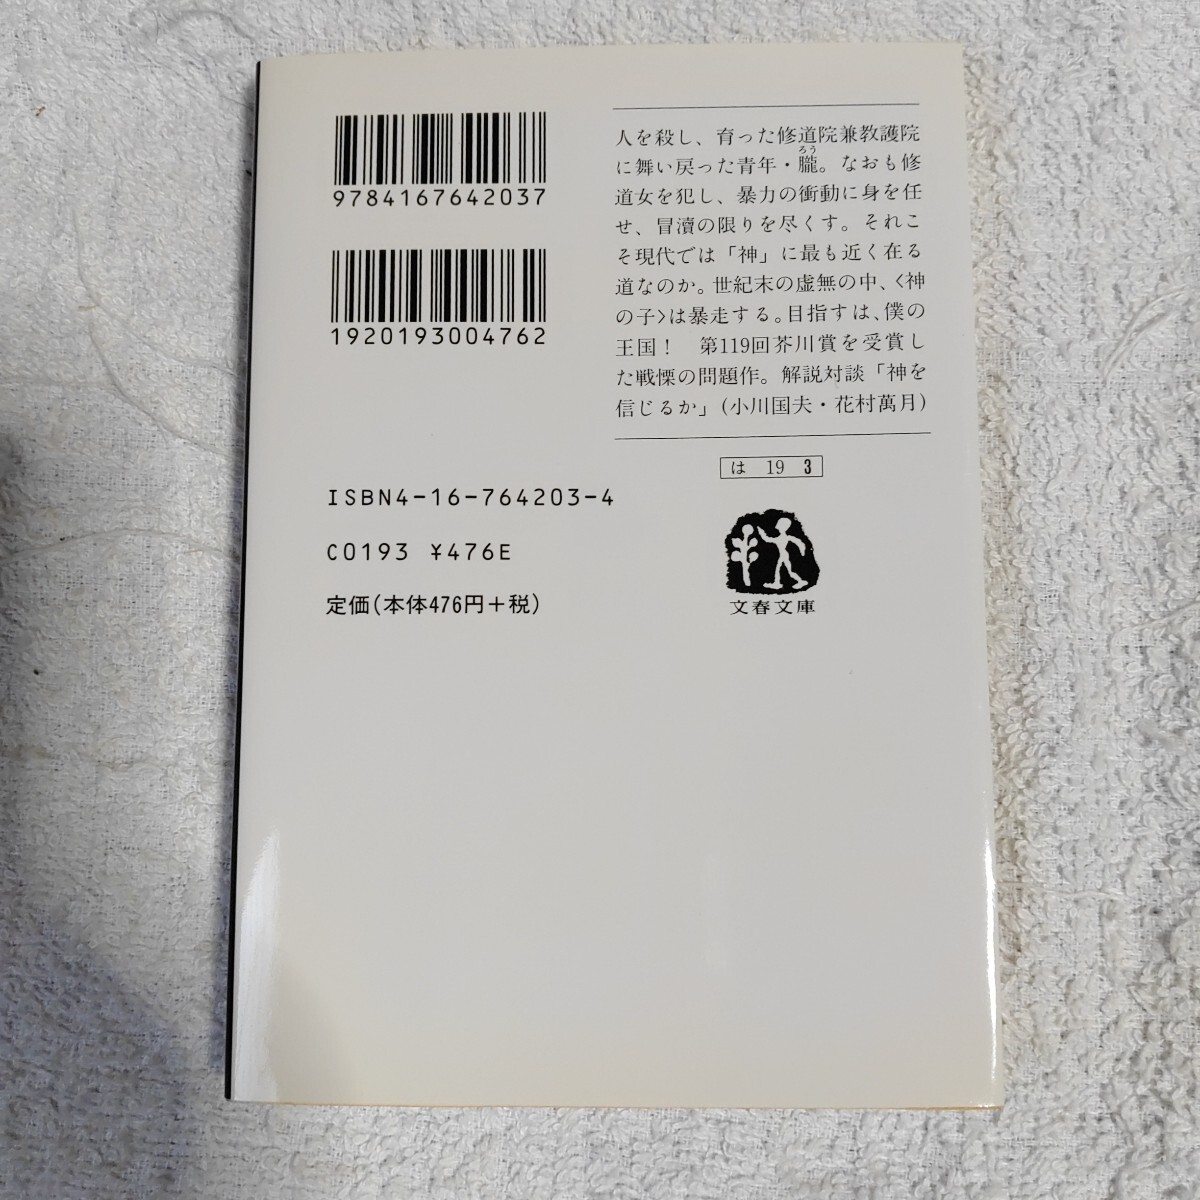 9784167642037
1920193004762
人を殺し、育った修道院兼教護院
に舞い戻った青年・朧。なおも修
ろう
道女を犯し、暴力の衝動に身を任
せ、冒瀆の限りを尽くす。それこ
そ現代では「神」に最も近く在る
道なのか。世紀末の虚無の中、〈神
の子〉は暴走する。目指すは、僕の
王国！　第119回芥川賞を受賞し
た戦慄の問題作。解説対談「神を
信じるか」(小川国夫・花村萬月)
は 19 3
ISBN4-16-764203-4
C0193 ¥476E
定価(本体476円+税)
文春文庫